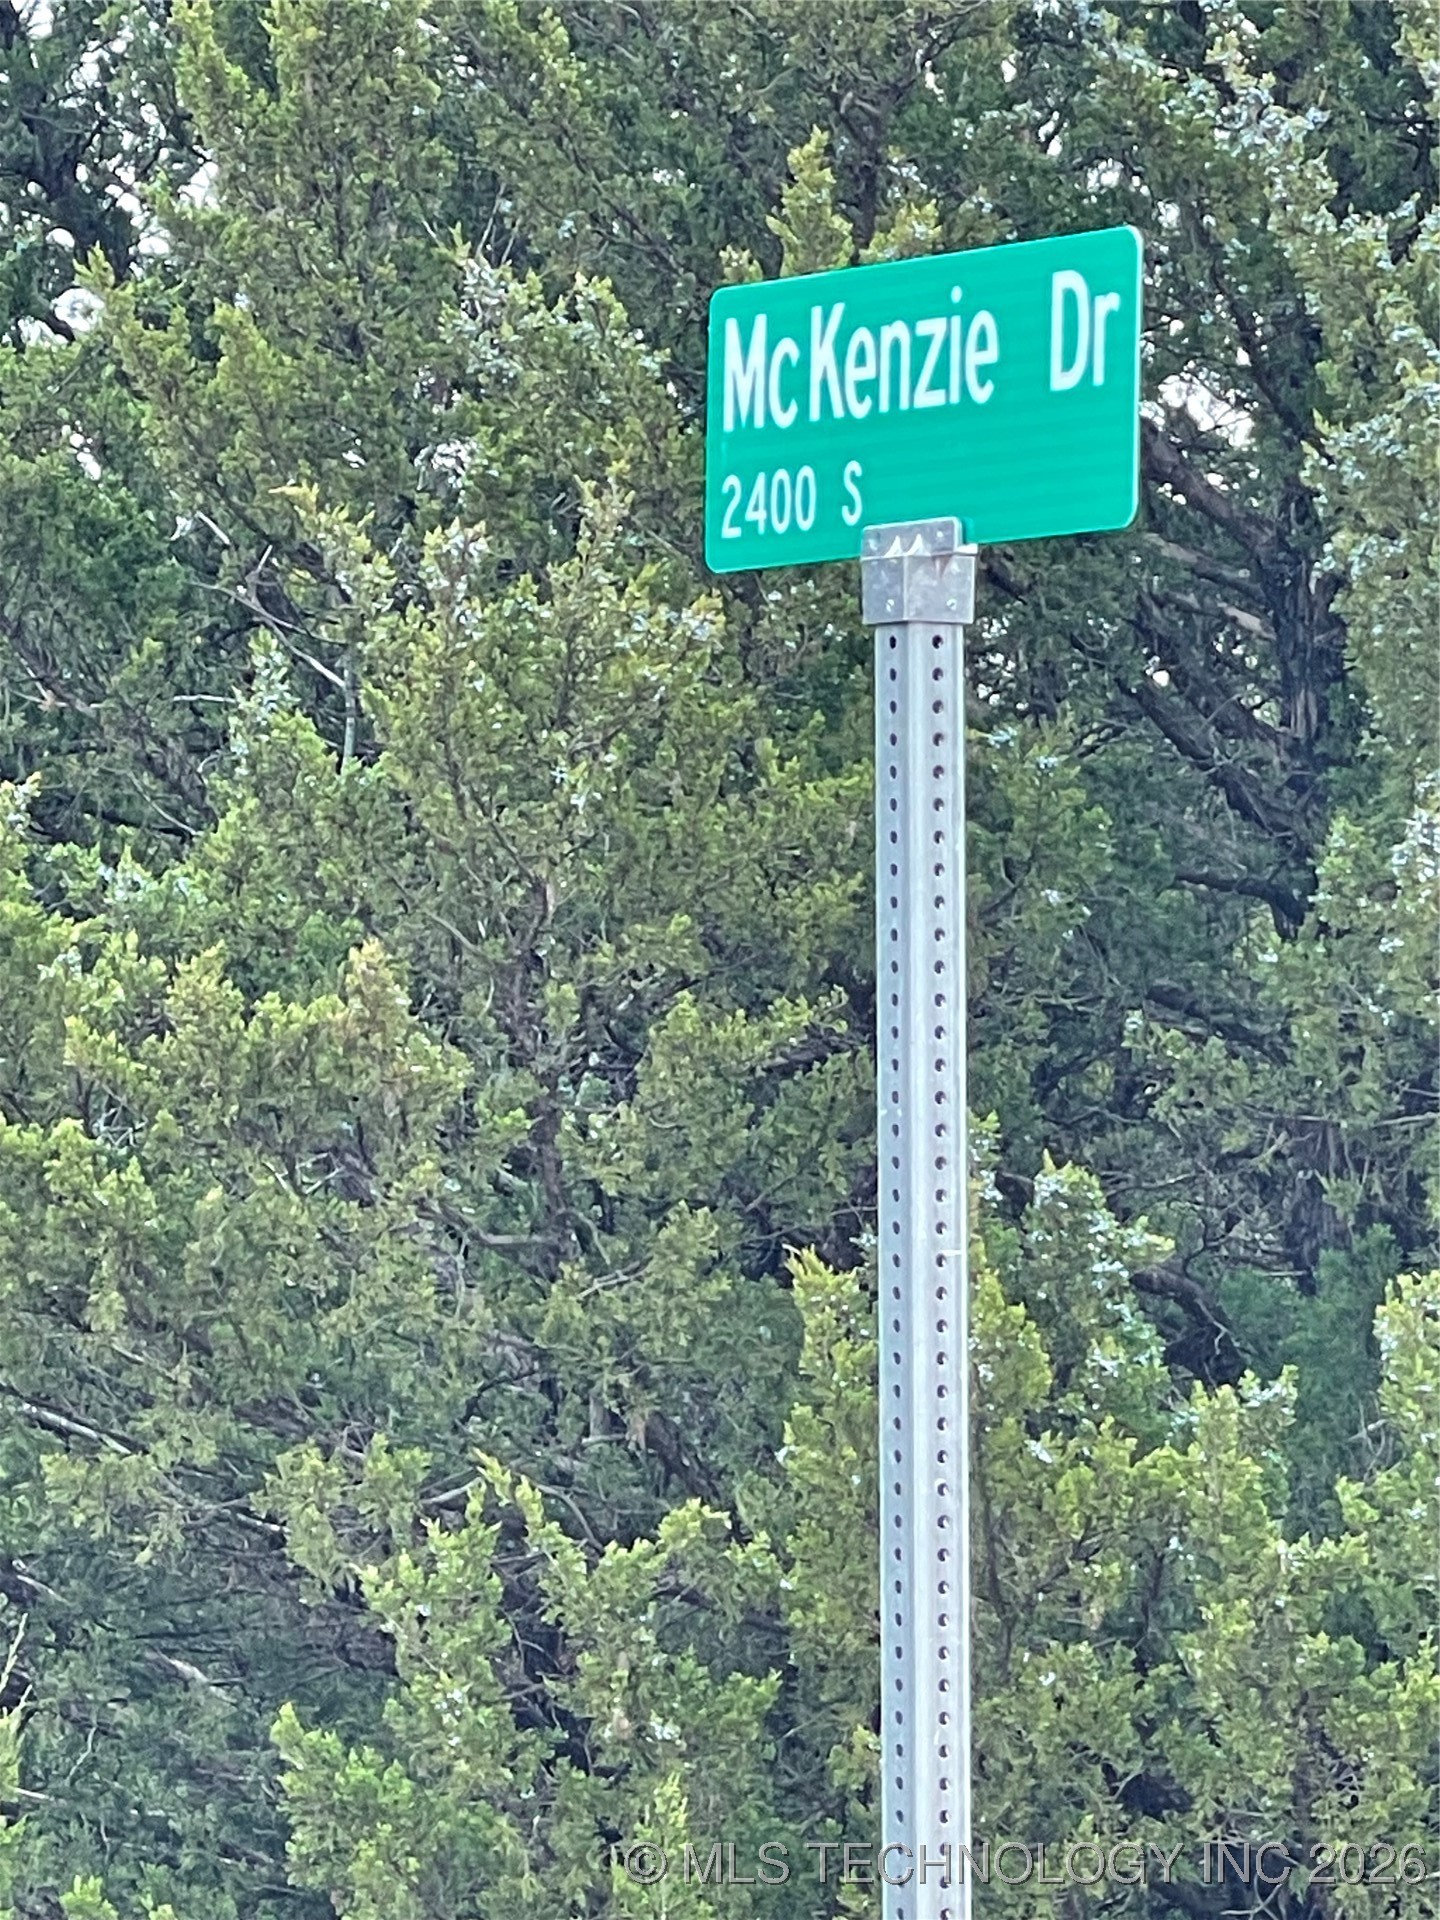 McKenzie Dr
2400 S
© MLS TECHNOLOGY INC 2026